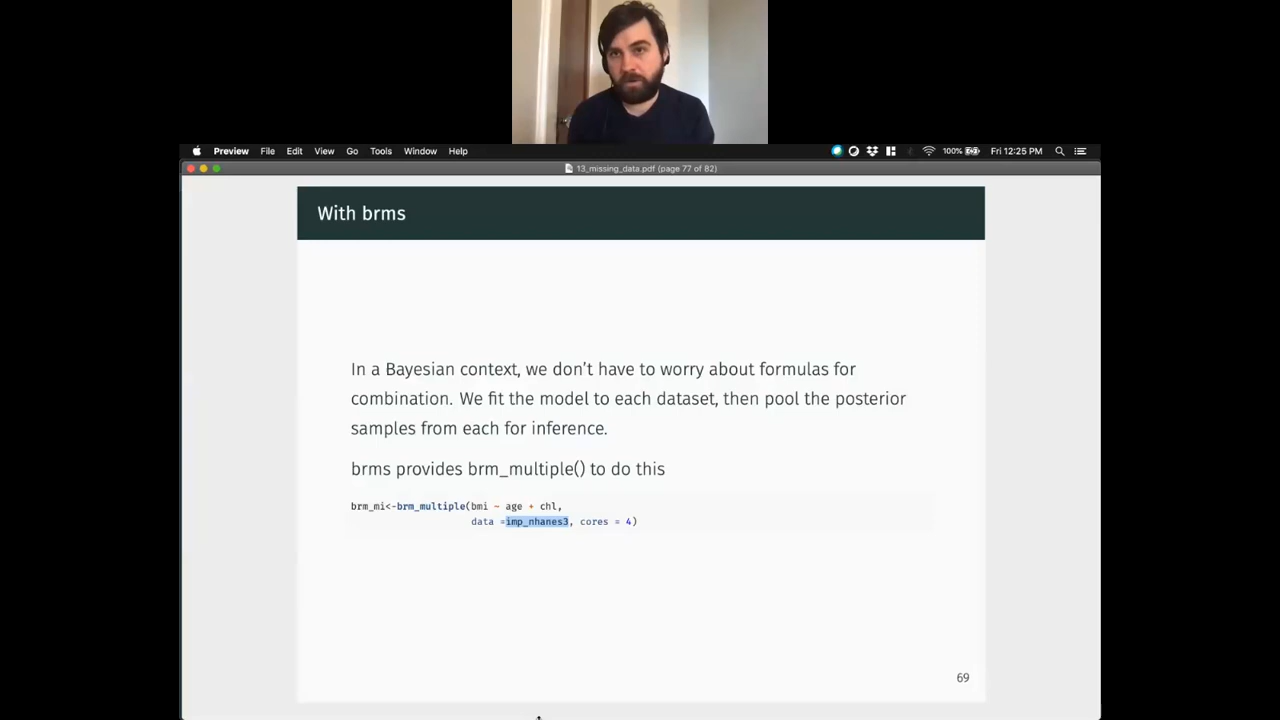 Preview File Edit View Go Tools Window Help 100% Fri 12:25 PM
13_missing_data.pdf (page 77 of 82)
With brms
In a Bayesian context, we don't have to worry about formulas for
combination. We fit the model to each dataset, then pool the posterior
samples from each for inference.
brms provides brm_multiple() to do this
brm_mi<-brm_multiple(bmi ~ age + chl,
data =imp_nhanes3, cores = 4)
69